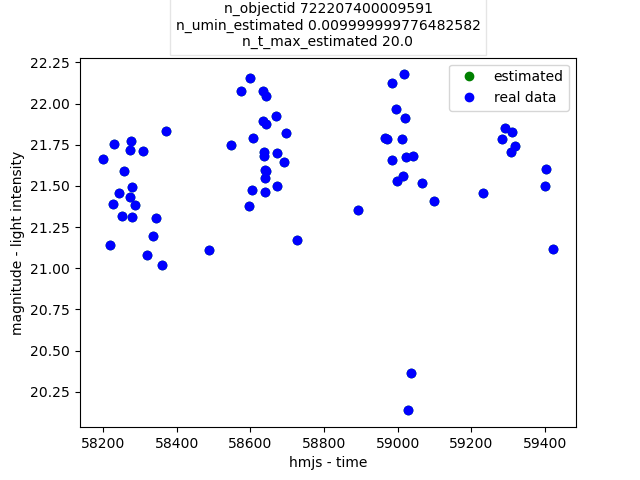 n_objectid 722207400009591
n_umin_estimated 0.009999999776482582
n_t_max_estimated 20.0
22.25
22.00
21.75
21.50
21.25
21.00
20.75
20.50
20.25
magnitude - light intensity
estimated
real data
58200 58400 58600 58800 59000 59200 59400
hmjs - time